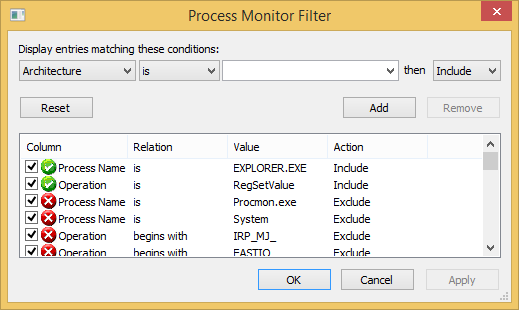 Process Monitor Filter
Display entries matching these conditions:
Architecture is then Include
Reset Add Remove
Column Relation Value Action
Process Name is EXPLORER.EXE Include
Operation is RegSetValue Include
Process Name is Procmon.exe Exclude
Process Name is System Exclude
Operation begins with IRP_MJ_ Exclude
Operation begins with FASTIO_ Exclude
OK Cancel Apply